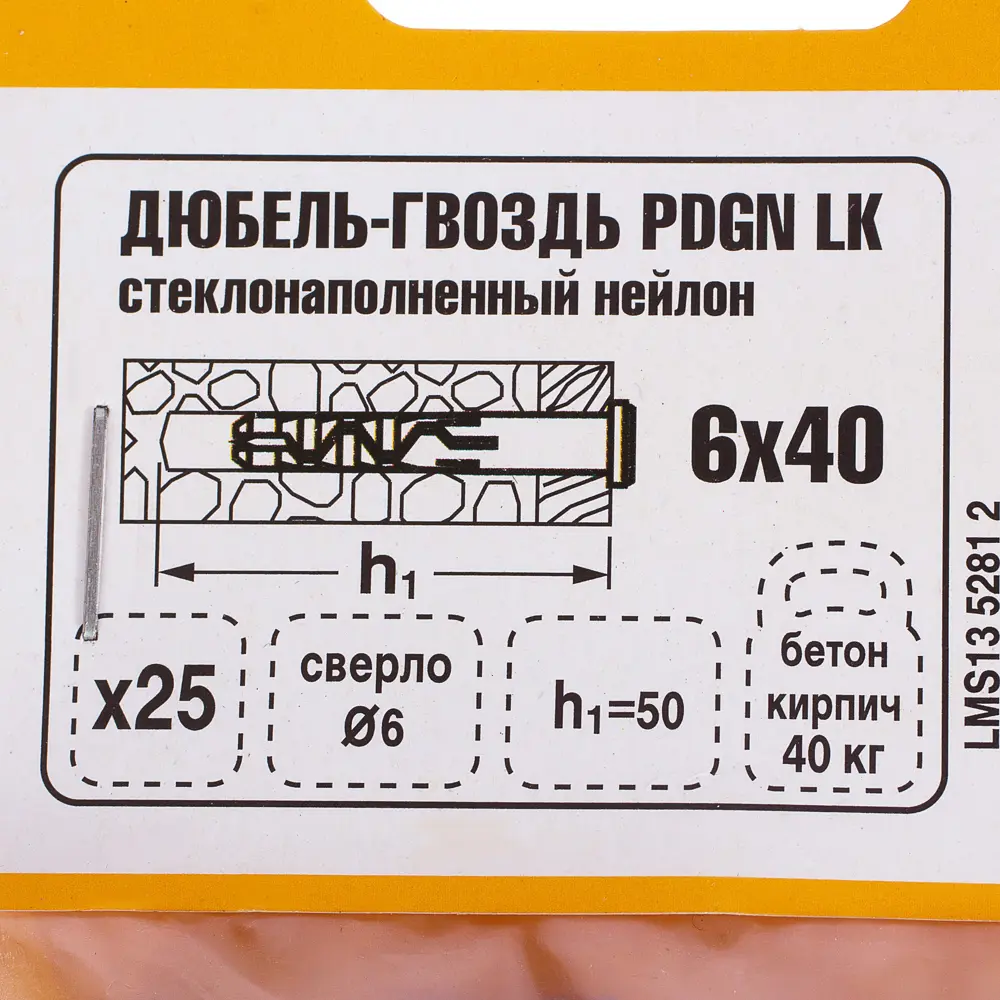 ДЮБЕЛЬ-ГВОЗДЬ PDGN LK
стеклонаполненный нейлон
6x40
h₁
x25
сверло
Ø6
h₁=50
бетон
кирпич
40 кг
LMS13 5281 2